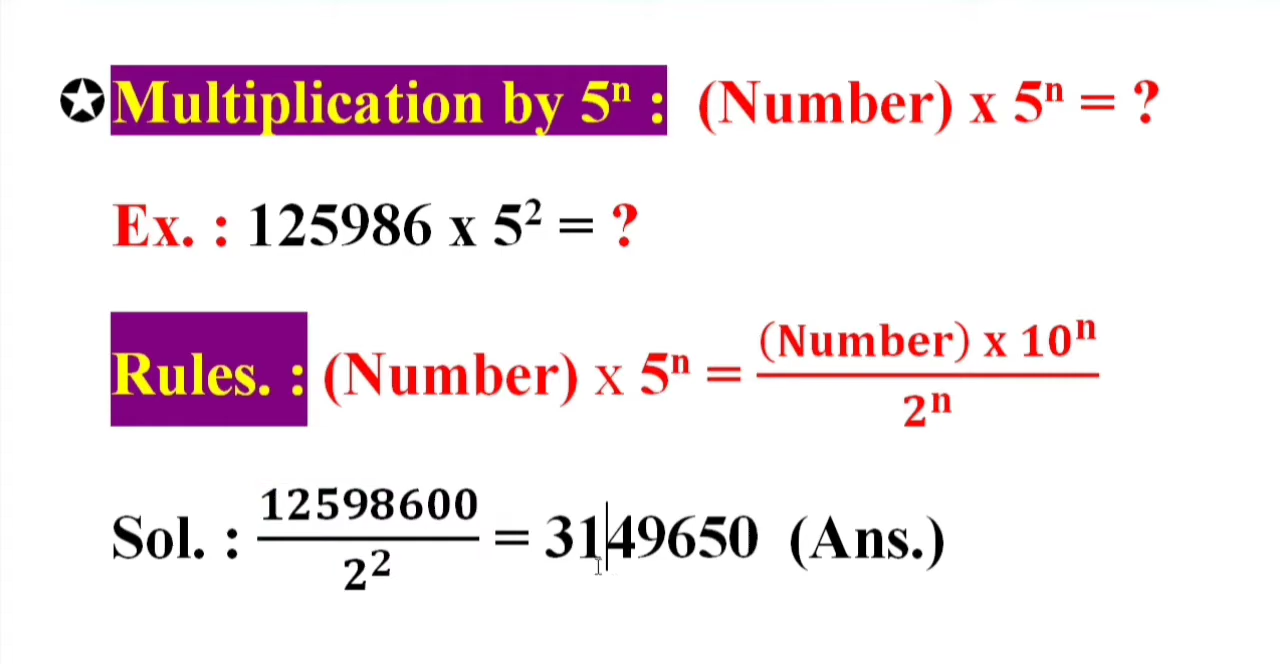 ✪Multiplication by 5ⁿ : (Number) x 5ⁿ = ?
Ex. : 125986 x 5² = ?
Rules. : (Number) x 5ⁿ = (Number) x 10ⁿ / 2ⁿ
Sol. : 12598600 / 2² = 3149650 (Ans.)